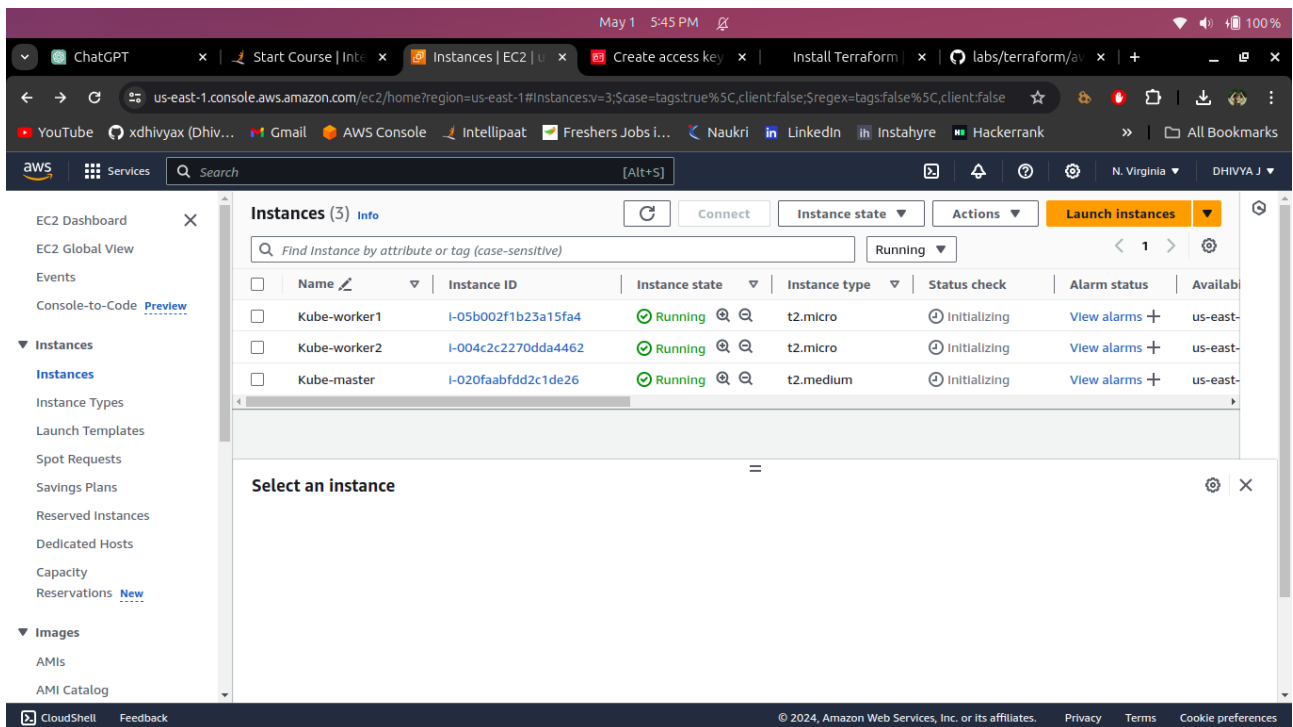 May 1 5:45 PM 100%
ChatGPT Start Course | Inte Instances | EC2 | u Create access key Install Terraform | labs/terraform/av
us-east-1.console.aws.amazon.com/ec2/home?region=us-east-1#Instances:v=3;$case=tags:true%5C,client:false;$regex=tags:false%5C,client:false
YouTube xdhivyax (Dhiv... Gmail AWS Console Intellipaat Freshers Jobs i... Naukri LinkedIn ih Instahyre Hackerrank » All Bookmarks
aws Services Search [Alt+S] N. Virginia DHIVYA J
EC2 Dashboard
EC2 Global View
Events
Console-to-Code Preview
Instances
Instances
Instance Types
Launch Templates
Spot Requests
Savings Plans
Reserved Instances
Dedicated Hosts
Capacity
Reservations New
Images
AMIs
AMI Catalog
Instances (3) Info Connect Instance state Actions Launch instances
Find Instance by attribute or tag (case-sensitive) Running 1
Name Instance ID Instance state Instance type Status check Alarm status Availabi
Kube-worker1 i-05b002f1b23a15fa4 Running t2.micro Initializing View alarms + us-east-
Kube-worker2 i-004c2c2270dda4462 Running t2.micro Initializing View alarms + us-east-
Kube-master i-020faabfdd2c1de26 Running t2.medium Initializing View alarms + us-east-
Select an instance
CloudShell Feedback © 2024, Amazon Web Services, Inc. or its affiliates. Privacy Terms Cookie preferences